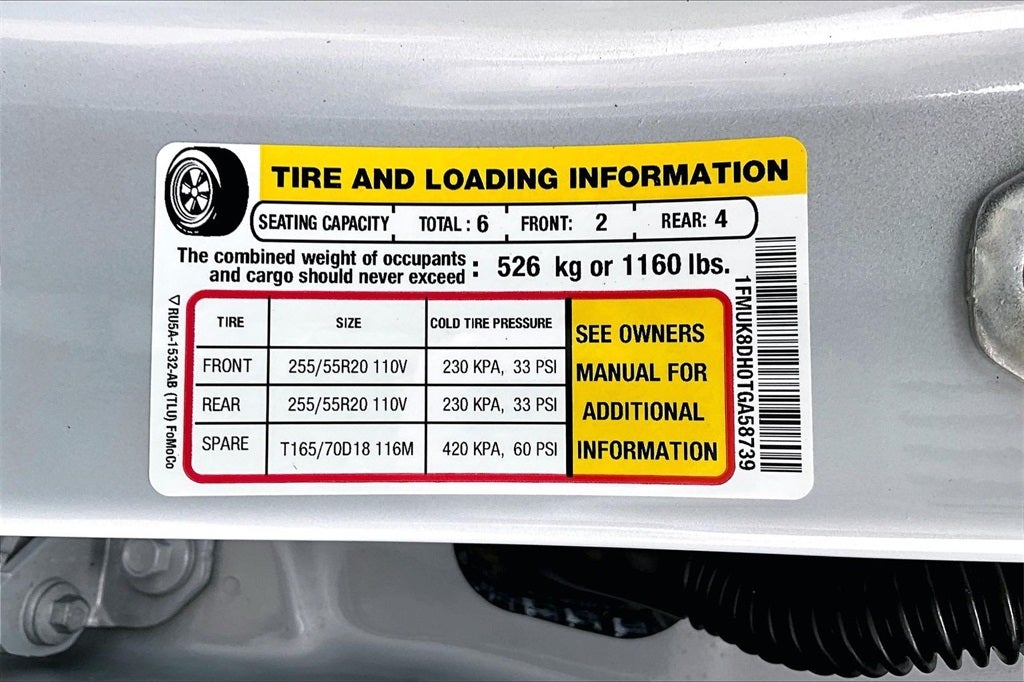 TIRE AND LOADING INFORMATION
SEATING CAPACITY TOTAL : 6 FRONT: 2 REAR: 4
The combined weight of occupants
and cargo should never exceed : 526 kg or 1160 lbs.
TIRE SIZE COLD TIRE PRESSURE
FRONT 255/55R20 110V 230 KPA, 33 PSI
REAR 255/55R20 110V 230 KPA, 33 PSI
SPARE T165/70D18 116M 420 KPA, 60 PSI
SEE OWNERS
MANUAL FOR
ADDITIONAL
INFORMATION
RU5A-1532-AB (TLU) FoMoCo
1FMUK8DH0TGA58739